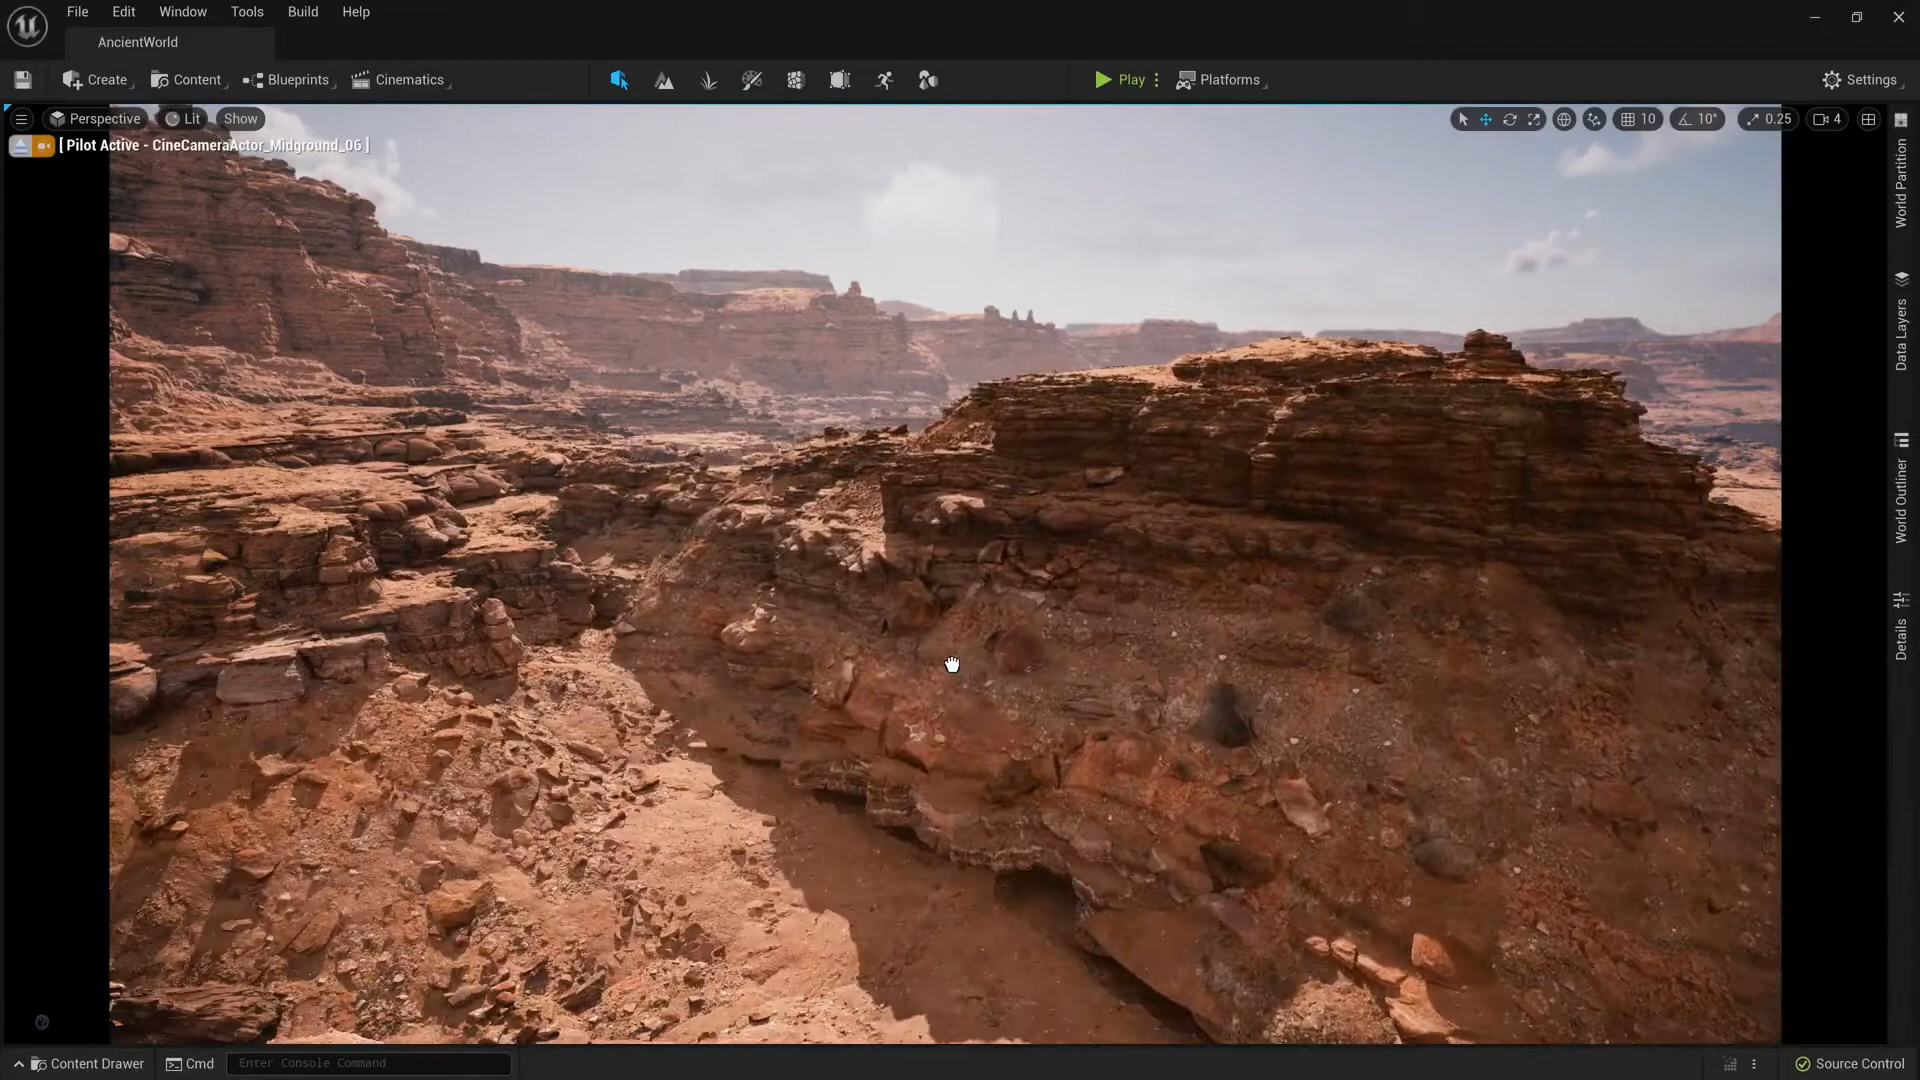 File Edit Window Tools Build Help
AncientWorld
Create Content Blueprints Cinematics Play Platforms Settings
Perspective Lit Show 10 10° 0.25 4
[ Pilot Active - CineCameraActor_Midground_06 ]
World Partition
Data Layers
World Outliner
Details
Content Drawer Cmd Enter Console Command Source Control